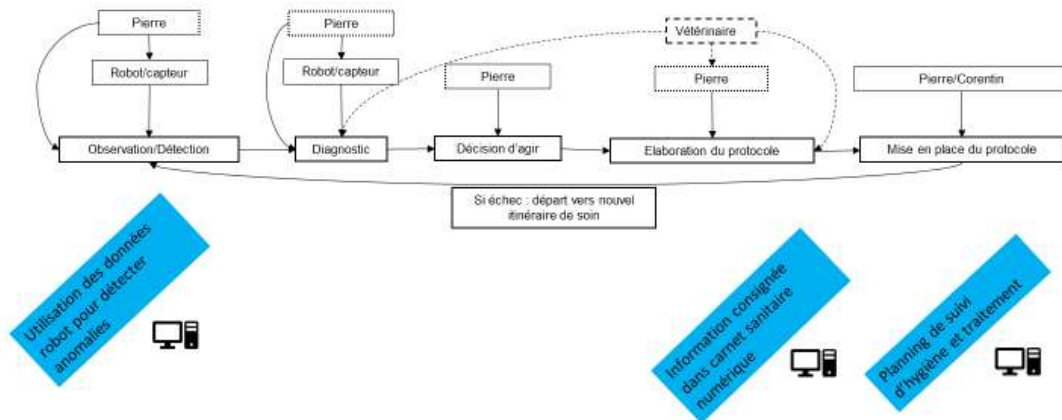 Pierre
Pierre
Vétérinaire
Robot/capteur
Robot/capteur
Pierre
Pierre
Pierre/Corentin
Observation/Détection
Diagnostic
Décision d'agir
Elaboration du protocole
Mise en place du protocole
Si échec : départ vers nouvel
itinéraire de soin
Utilisation des données
robot pour détecter
anomalies
Information consignée
dans carnet sanitaire
numérique
Planning de suivi
d'hygiène et traitement